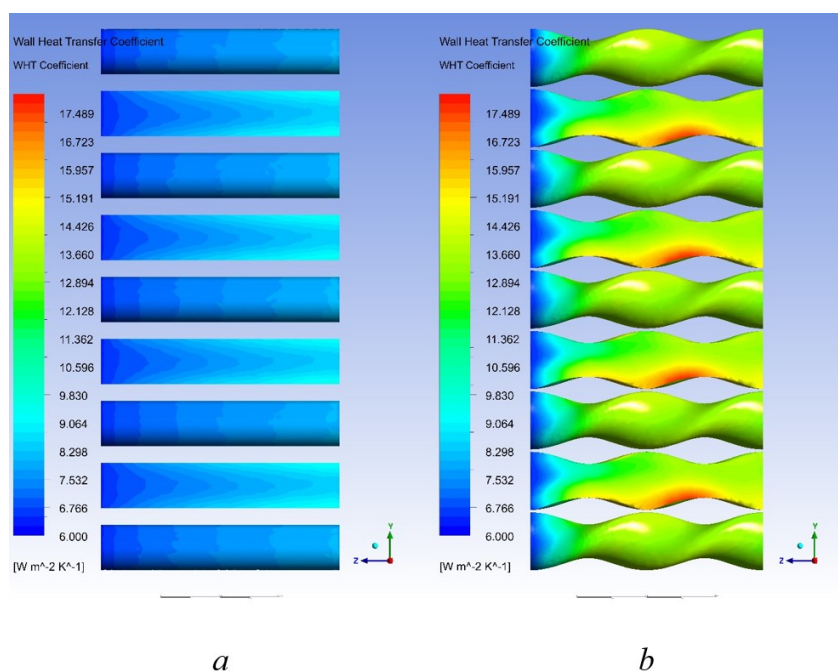 Wall Heat Transfer Coefficient
WHT Coefficient
17.489
16.723
15.957
15.191
14.426
13.660
12.894
12.128
11.362
10.596
9.830
9.064
8.298
7.532
6.766
6.000
[W m^-2 K^-1]
Y
Z
a
Wall Heat Transfer Coefficient
WHT Coefficient
17.489
16.723
15.957
15.191
14.426
13.660
12.894
12.128
11.362
10.596
9.830
9.064
8.298
7.532
6.766
6.000
[W m^-2 K^-1]
Y
Z
b